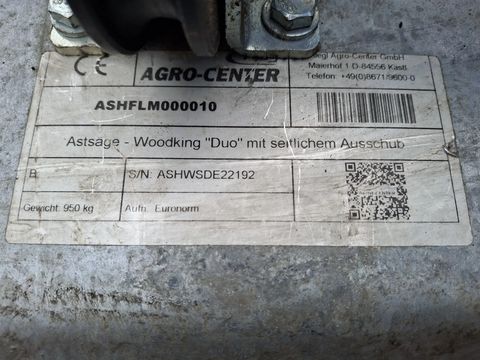 CE
AGRO-CENTER
Agro-Center GmbH
Maierhof 1 D-84556 Kastl
Telefon: +49(0)8671/9600-0
ASHFLM000010
Astsäge - Woodking "Duo" mit seitlichem Ausschub
B:
S/N: ASHWSDE22192
Gewicht: 950 kg
Aufn. Euronorm